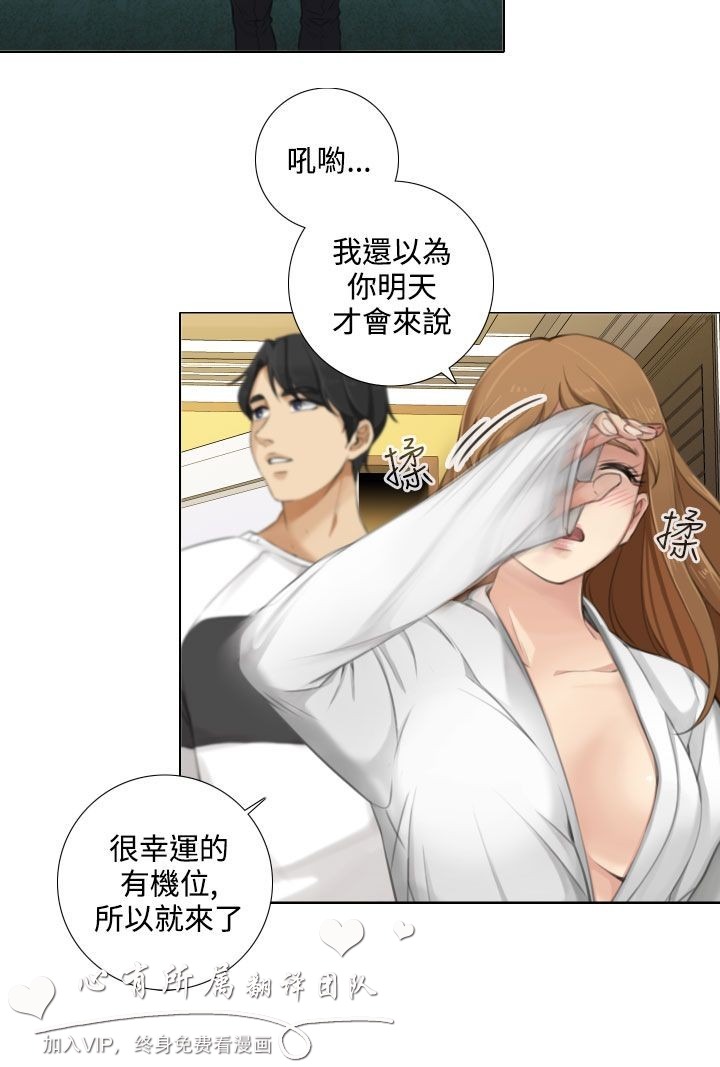 吼喲...
我還以為
你明天
才會來說
揉
揉
很幸運的
有機位,
所以就來了
心有所属翻译团队
加入VIP，终身免费看漫画